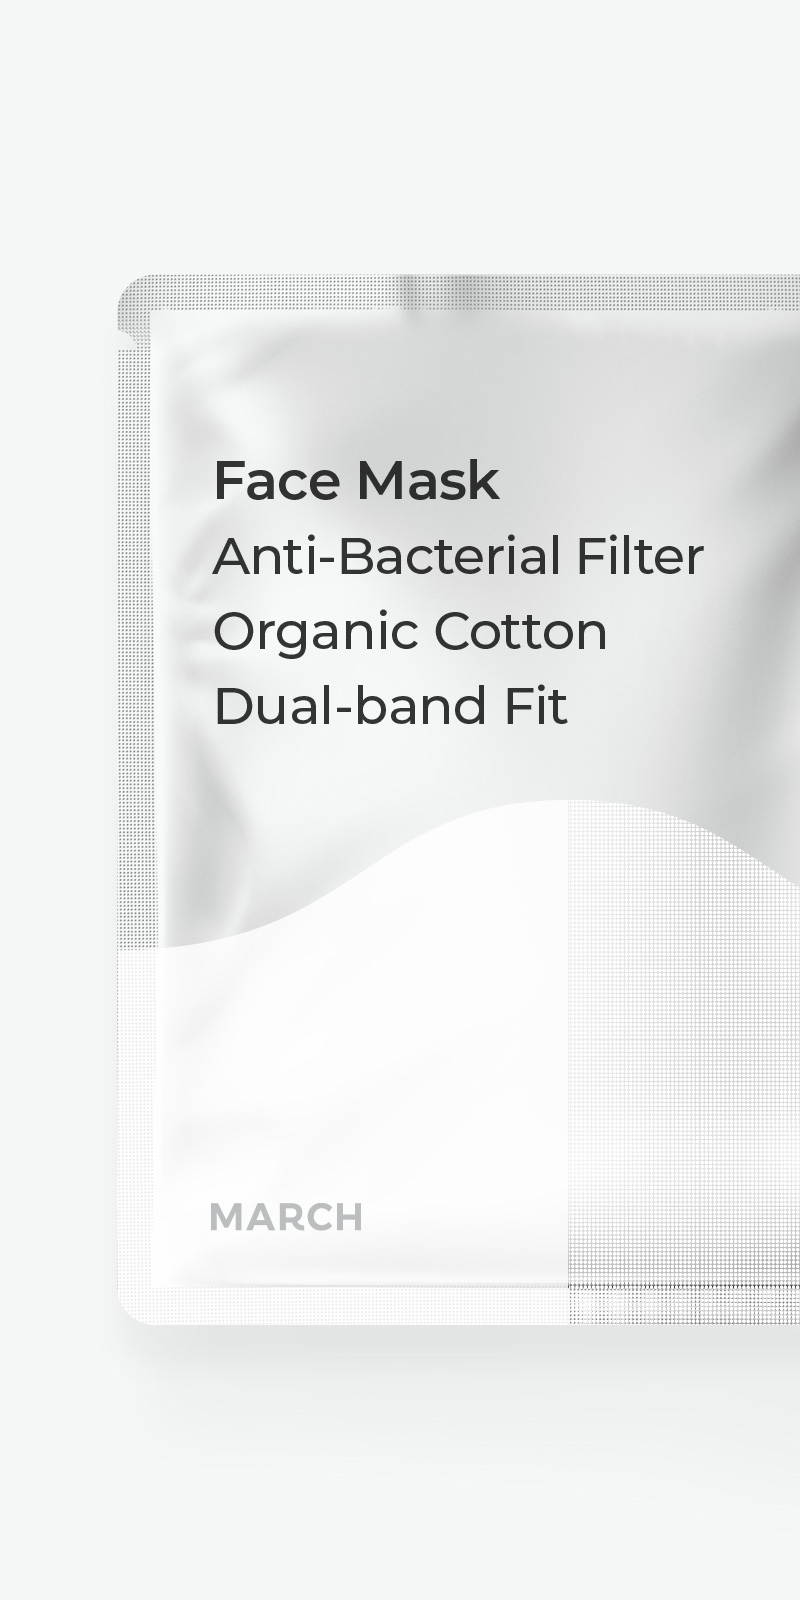 Face Mask
Anti-Bacterial Filter
Organic Cotton
Dual-band Fit
MARCH